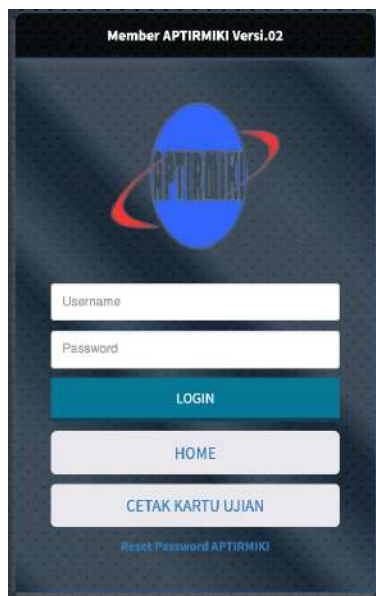 Member APTIRMIKI Versi.02
APTIRMIKI
Username
Password
LOGIN
HOME
CETAK KARTU UJIAN
Reset Password APTIRMIKI